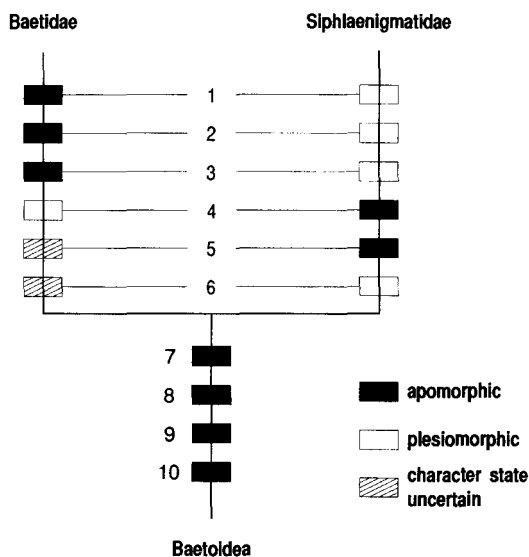 Baetidae
Siphlaenigmatidae
1
2
3
4
5
6
7
8
9
10
apomorphic
plesiomorphic
character state
uncertain
Baetoidea